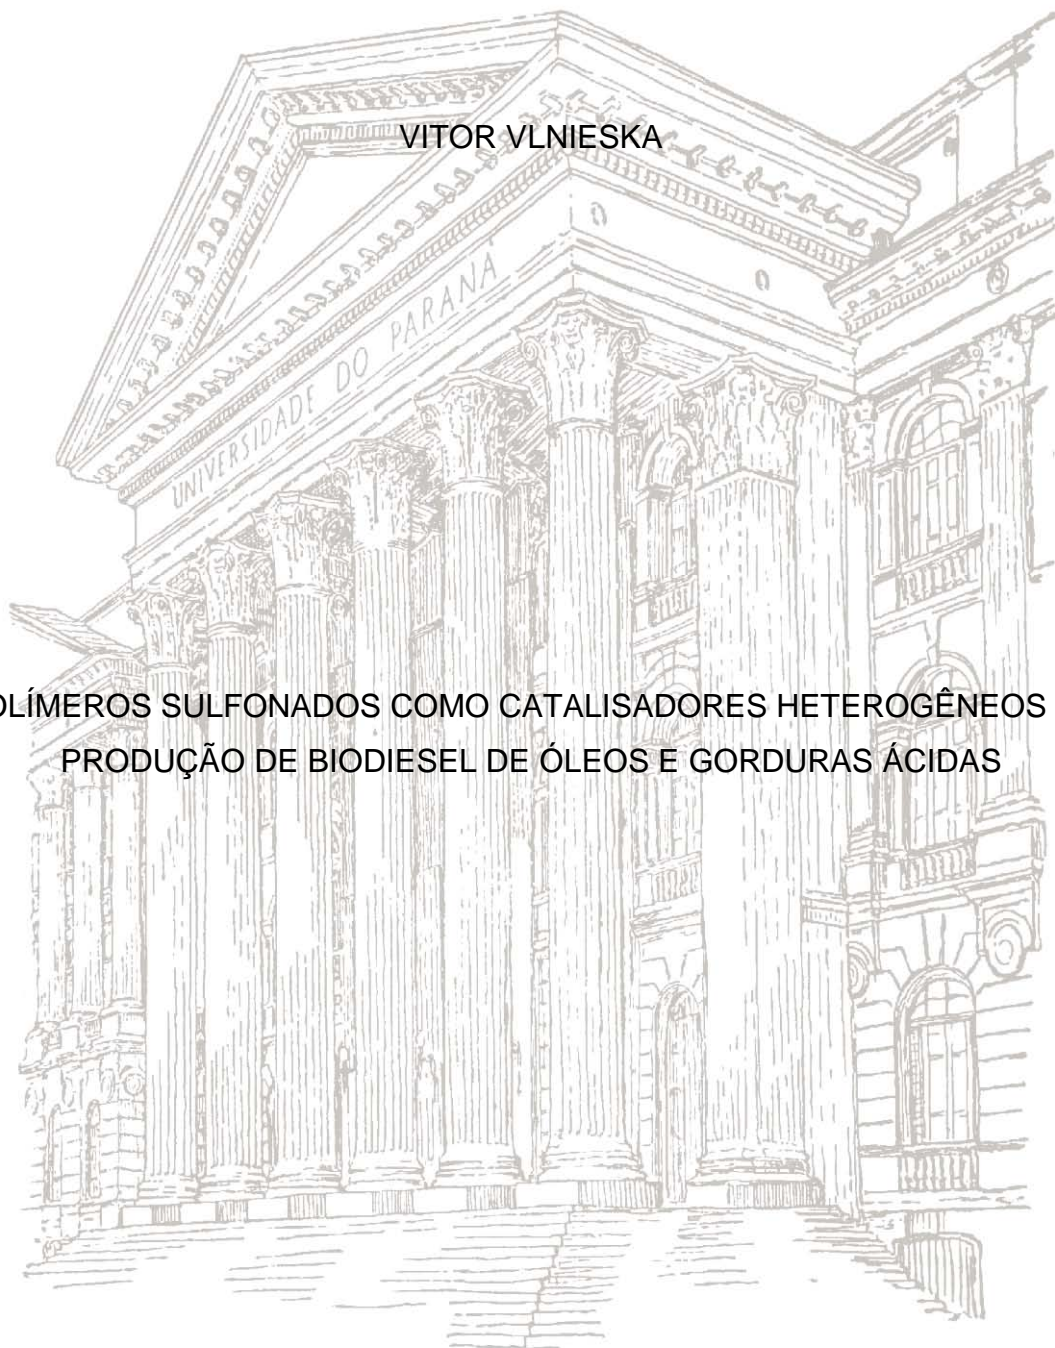 VITOR VLNIESKA
UNIVERSIDADE DO PARANÁ
OLÍMEROS SULFONADOS COMO CATALISADORES HETEROGÊNEOS
PRODUÇÃO DE BIODIESEL DE ÓLEOS E GORDURAS ÁCIDAS